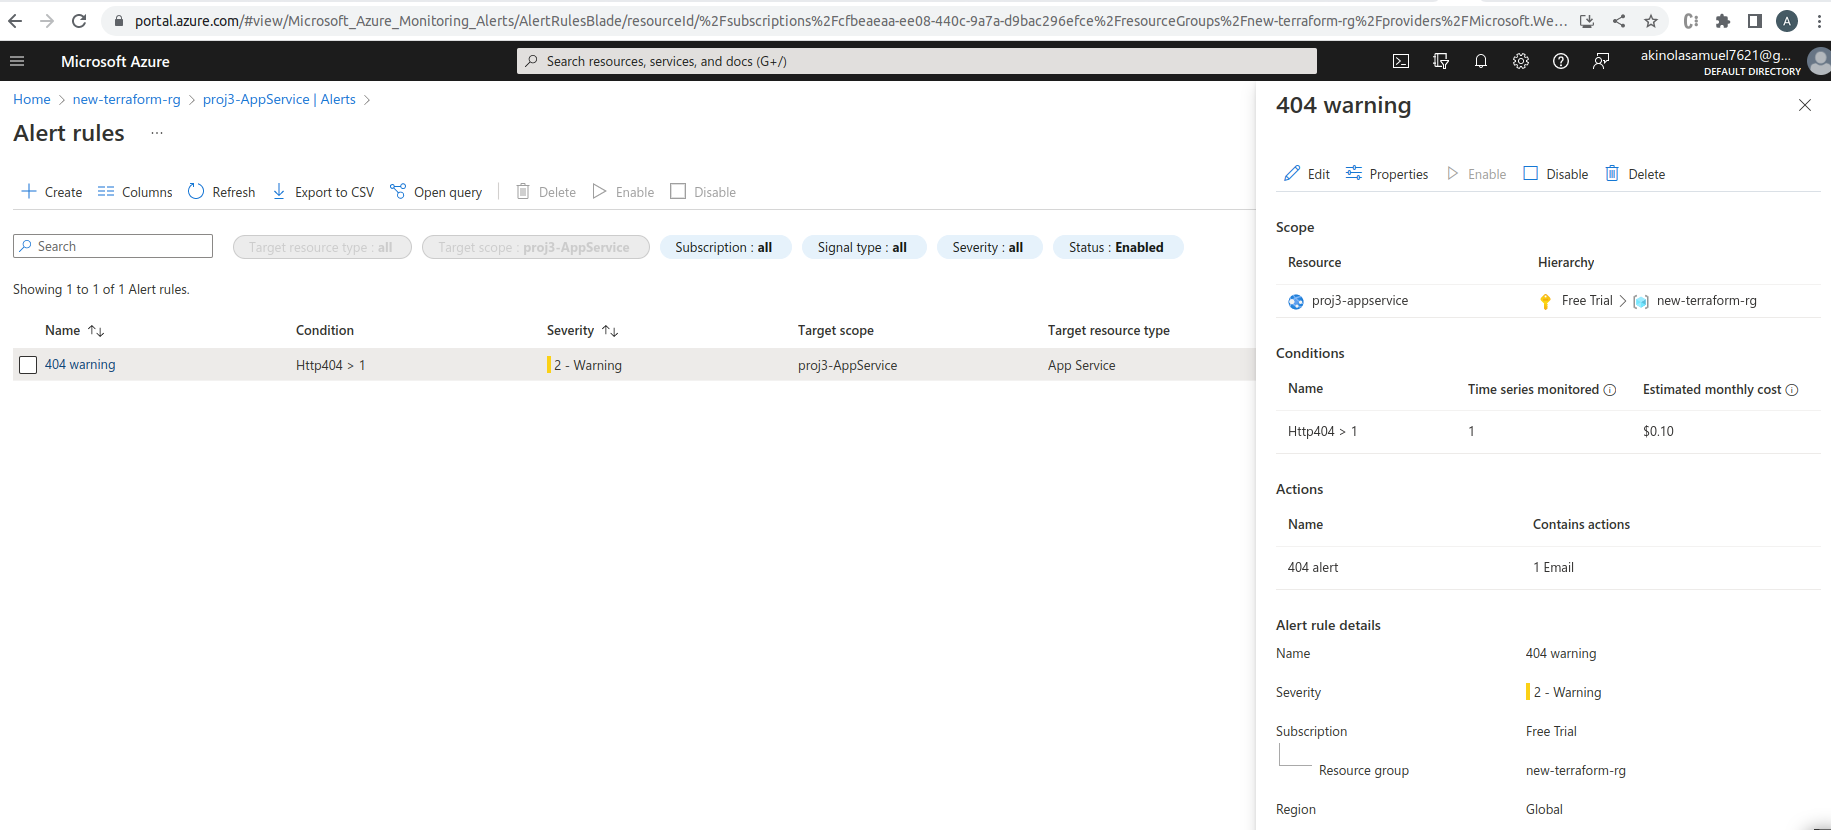 portal.azure.com/#view/Microsoft_Azure_Monitoring_Alerts/AlertRulesBlade/resourceId/%2Fsubscriptions%2Fcfbeaeaa-ee08-440c-9a7a-d9bac296efce%2FresourceGroups%2Fnew-terraform-rg%2Fproviders%2FMicrosoft.We...
A
Microsoft Azure
Search resources, services, and docs (G+/)
akinolasamuel7621@g...
DEFAULT DIRECTORY
Home > new-terraform-rg > proj3-AppService | Alerts >
Alert rules ...
Create Columns Refresh Export to CSV Open query Delete Enable Disable
Search
Target resource type : all
Target scope : proj3-AppService
Subscription : all
Signal type : all
Severity : all
Status : Enabled
Showing 1 to 1 of 1 Alert rules.
Name Condition Severity Target scope Target resource type
404 warning Http404 > 1 2 - Warning proj3-AppService App Service
404 warning
Edit Properties Enable Disable Delete
Scope
Resource Hierarchy
proj3-appservice Free Trial > new-terraform-rg
Conditions
Name Time series monitored Estimated monthly cost
Http404 > 1 1 $0.10
Actions
Name Contains actions
404 alert 1 Email
Alert rule details
Name 404 warning
Severity 2 - Warning
Subscription Free Trial
Resource group new-terraform-rg
Region Global